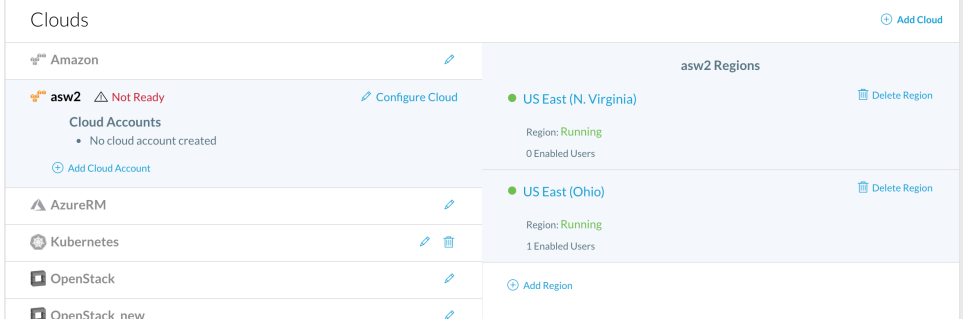 Clouds
Add Cloud
Amazon
asw2 Not Ready Configure Cloud
Cloud Accounts
• No cloud account created
Add Cloud Account
AzureRM
Kubernetes
OpenStack
OpenStack_new
asw2 Regions
US East (N. Virginia) Delete Region
Region: Running
0 Enabled Users
US East (Ohio) Delete Region
Region: Running
1 Enabled Users
Add Region